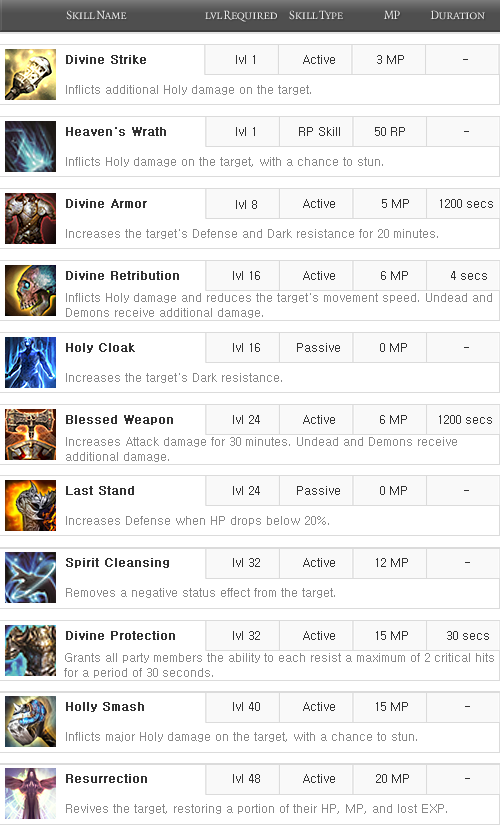 Skill Name lvl Required Skill Type MP Duration
Divine Strike lvl 1 Active 3 MP -
Inflicts additional Holy damage on the target.
Heaven's Wrath lvl 1 RP Skill 50 RP -
Inflicts Holy damage on the target, with a chance to stun.
Divine Armor lvl 8 Active 5 MP 1200 secs
Increases the target's Defense and Dark resistance for 20 minutes.
Divine Retribution lvl 16 Active 6 MP 4 secs
Inflicts Holy damage and reduces the target's movement speed. Undead and
Demons receive additional damage.
Holy Cloak lvl 16 Passive 0 MP -
Increases the target's Dark resistance.
Blessed Weapon lvl 24 Active 6 MP 1200 secs
Increases Attack damage for 30 minutes. Undead and Demons receive
additional damage.
Last Stand lvl 24 Passive 0 MP -
Increases Defense when HP drops below 20%.
Spirit Cleansing lvl 32 Active 12 MP -
Removes a negative status effect from the target.
Divine Protection lvl 32 Active 15 MP 30 secs
Grants all party members the ability to each resist a maximum of 2 critical hits
for a period of 30 seconds.
Holly Smash lvl 40 Active 15 MP -
Inflicts major Holy damage on the target, with a chance to stun.
Resurrection lvl 48 Active 20 MP -
Revives the target, restoring a portion of their HP, MP, and lost EXP.